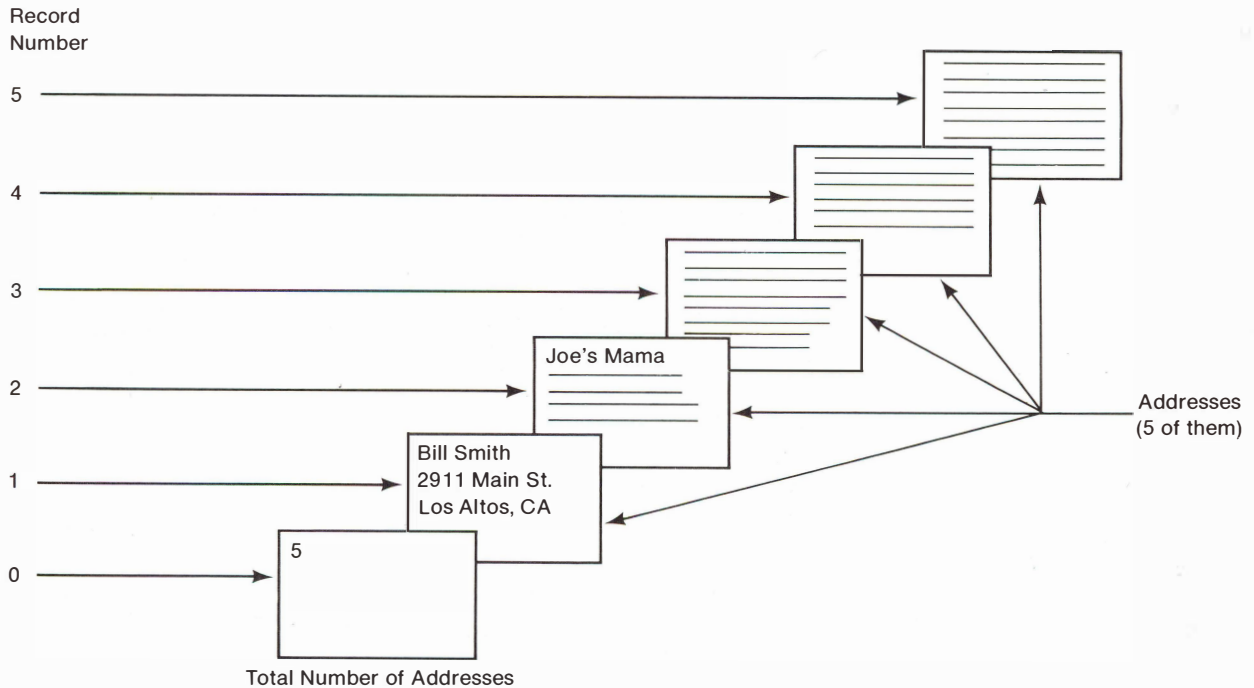 Record
Number
5
4
3
Joe's Mama
2
Addresses
(5 of them)
Bill Smith
2911 Main St.
Los Altos, CA
1
5
0
Total Number of Addresses